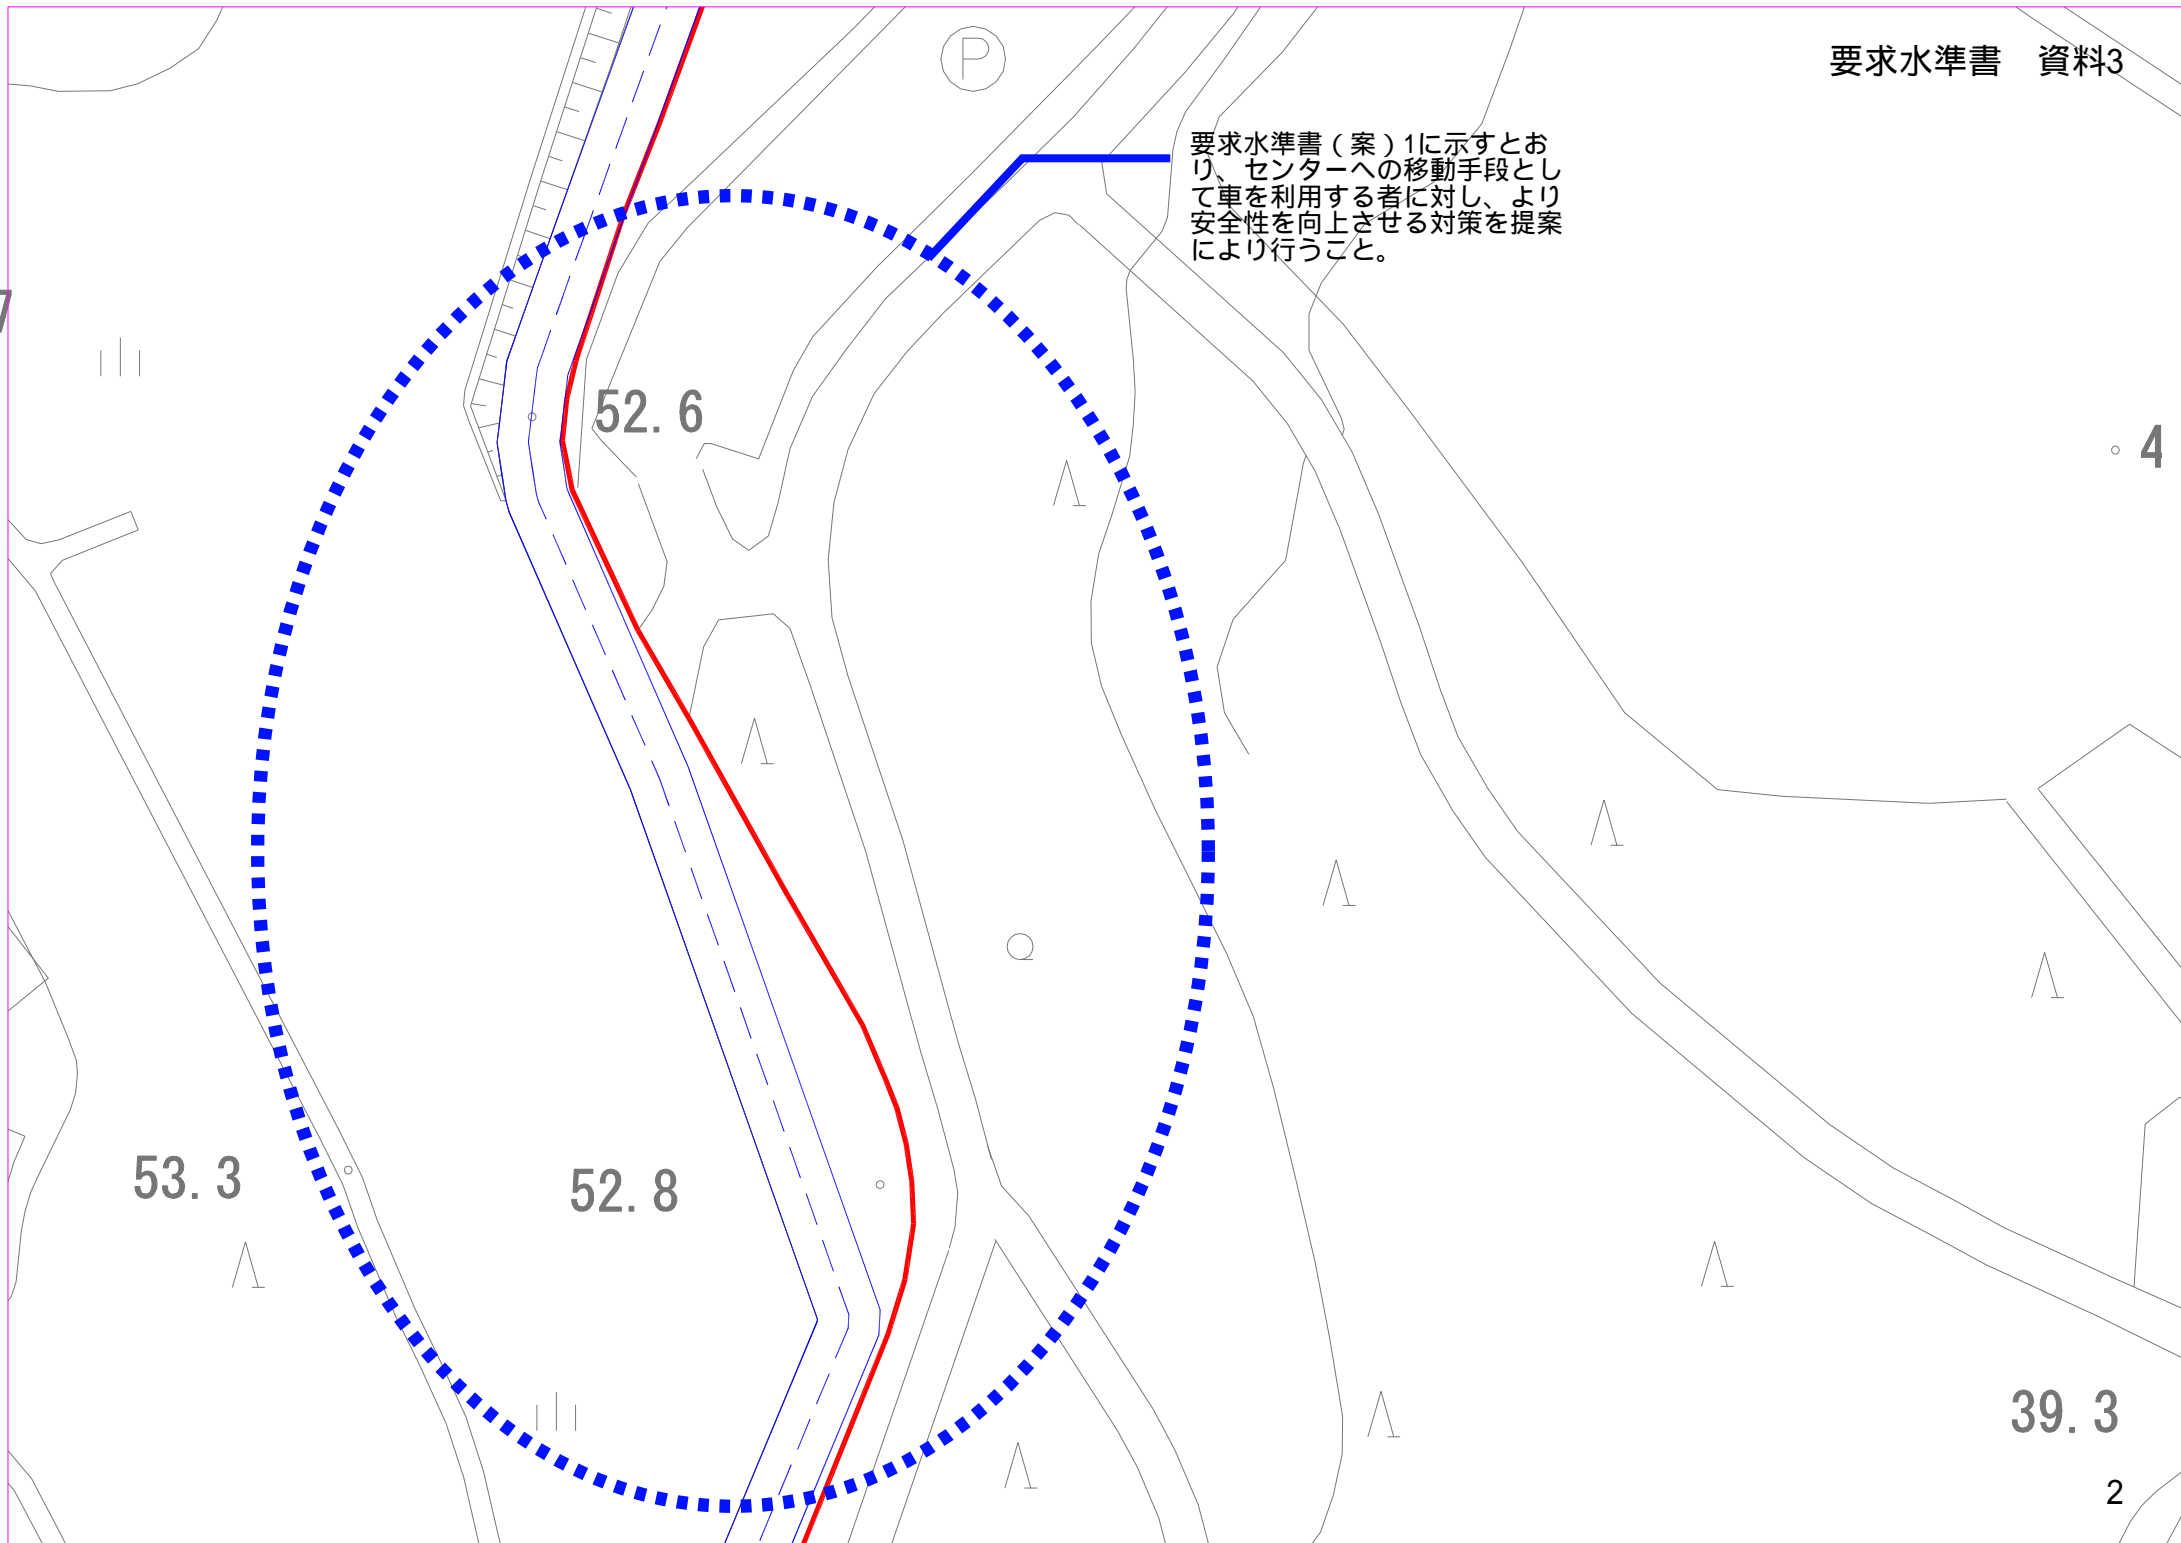 要求水準書　資料3
P
要求水準書（案）1に示すとお
り、センターへの移動手段とし
て車を利用する者に対し、より
安全性を向上させる対策を提案
により行うこと。
7
52.6
4
53.3
52.8
39.3
2